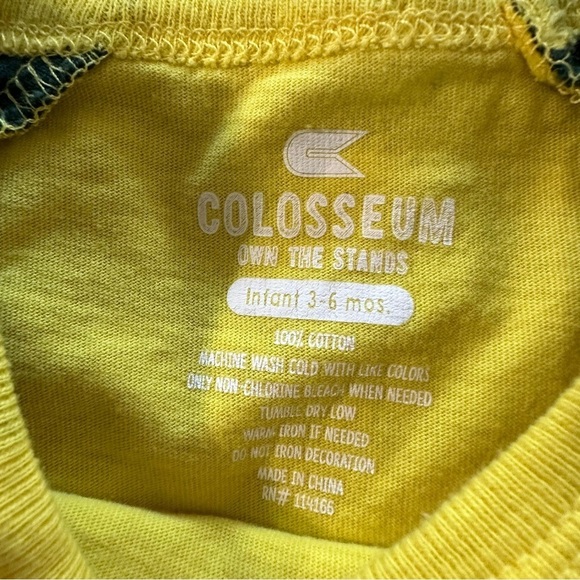 COLOSSEUM
OWN THE STANDS
Infant 3-6 mos.
100% COTTON
MACHINE WASH COLD WITH LIKE COLORS
ONLY NON-CHLORINE BLEACH WHEN NEEDED
TUMBLE DRY LOW
WARM IRON IF NEEDED
DO NOT IRON DECORATION
MADE IN CHINA
RN# 114166